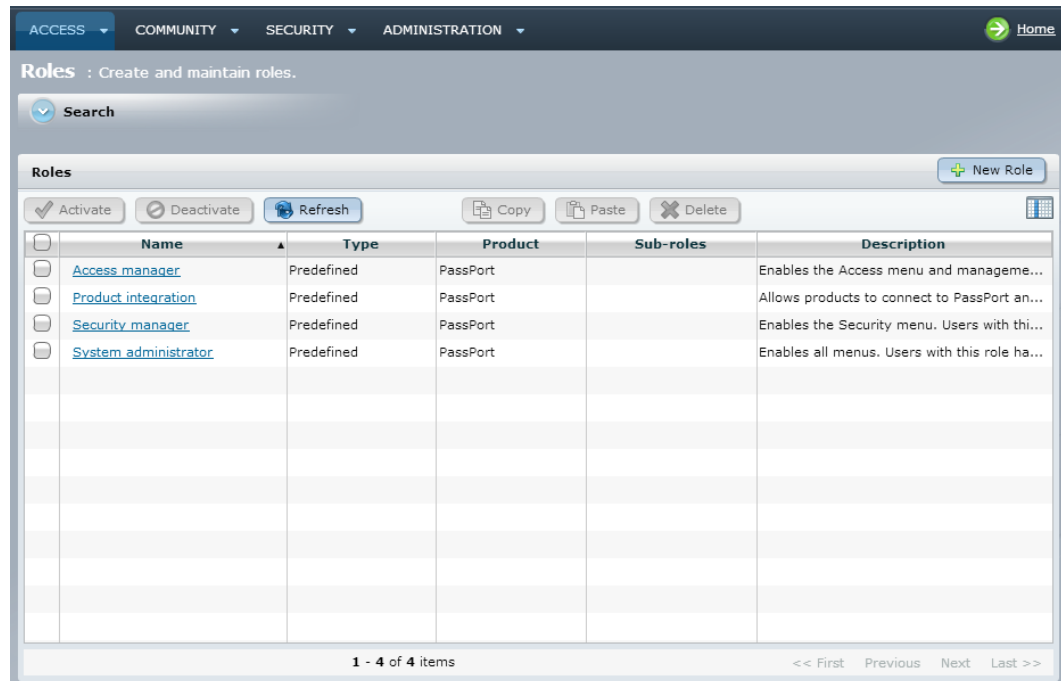 ACCESS COMMUNITY SECURITY ADMINISTRATION Home
Roles : Create and maintain roles.
Search
Roles New Role
Activate Deactivate Refresh Copy Paste Delete
Name Type Product Sub-roles Description
Access manager Predefined PassPort Enables the Access menu and manageme...
Product integration Predefined PassPort Allows products to connect to PassPort an...
Security manager Predefined PassPort Enables the Security menu. Users with thi...
System administrator Predefined PassPort Enables all menus. Users with this role ha...
1 - 4 of 4 items << First Previous Next Last >>